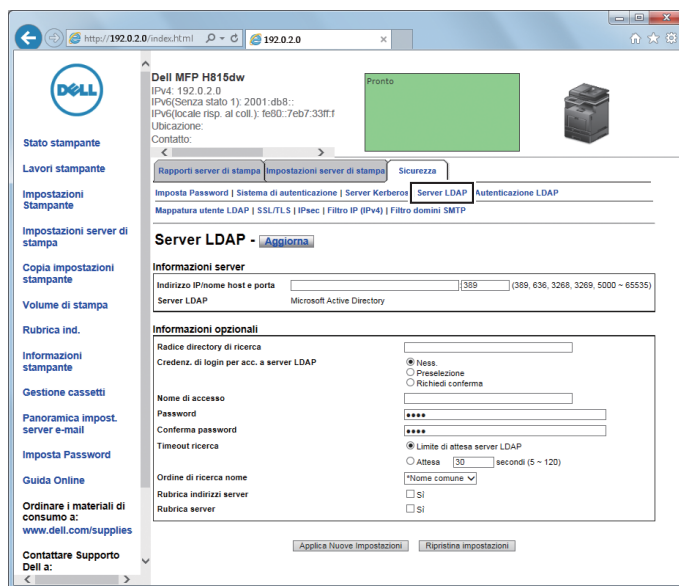 http://192.0.2.0/index.html
192.0.2.0
DELL
Dell MFP H815dw
IPv4: 192.0.2.0
IPv6(Senza stato 1): 2001:db8::
IPv6(locale risp. al coll.): fe80::7eb7:33ff:f
Ubicazione:
Contatto:
Pronto
Stato stampante
Lavori stampante
Impostazioni
Stampante
Impostazioni server di
stampa
Copia impostazioni
stampante
Volume di stampa
Rubrica ind.
Informazioni
stampante
Gestione cassetti
Panoramica impost.
server e-mail
Imposta Password
Guida Online
Ordinare i materiali di
consumo a:
www.dell.com/supplies
Contattare Supporto
Dell a:
Rapporti server di stampa Impostazioni server di stampa Sicurezza
Imposta Password | Sistema di autenticazione | Server Kerberos Server LDAP Autenticazione LDAP
Mappatura utente LDAP | SSL/TLS | IPsec | Filtro IP (IPv4) | Filtro domini SMTP
Server LDAP - Aggiorna
Informazioni server
Indirizzo IP/nome host e porta :389 (389, 636, 3268, 3269, 5000 ~ 65535)
Server LDAP Microsoft Active Directory
Informazioni opzionali
Radice directory di ricerca
Credenz. di login per acc. a server LDAP Ness.
Preselezione
Richiedi conferma
Nome di accesso
Password ••••
Conferma password ••••
Timeout ricerca Limite di attesa server LDAP
Attesa 30 secondi (5 ~ 120)
Ordine di ricerca nome *Nome comune
Rubrica indirizzi server Sì
Rubrica server Sì
Applica Nuove Impostazioni Ripristina impostazioni